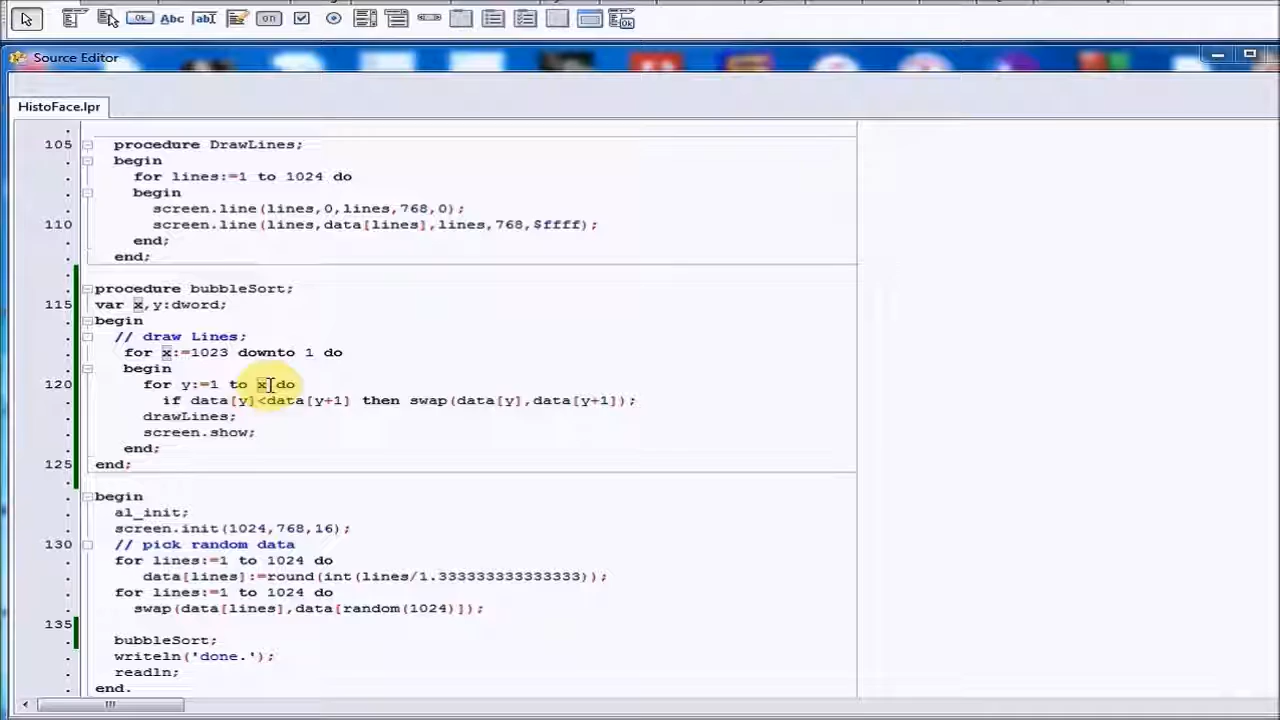 Ok Abc ab on Ok
Source Editor
HistoFace.lpr
105 procedure DrawLines;
begin
for lines:=1 to 1024 do
begin
screen.line(lines,0,lines,768,0);
110 screen.line(lines,data[lines],lines,768,$ffff);
end;
end;
procedure bubbleSort;
115 var x,y:dword;
begin
// draw Lines;
for x:=1023 downto 1 do
begin
120 for y:=1 to x do
if data[y]<data[y+1] then swap(data[y],data[y+1]);
drawLines;
screen.show;
end;
125 end;
begin
al_init;
screen.init(1024,768,16);
130 // pick random data
for lines:=1 to 1024 do
data[lines]:=round(int(lines/1.333333333333333));
for lines:=1 to 1024 do
swap(data[lines],data[random(1024)]);
135
bubbleSort;
writeln('done.');
readln;
end.